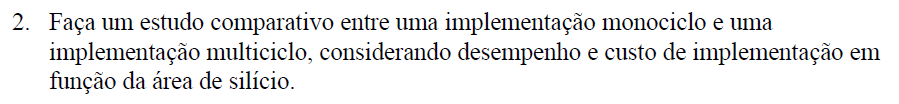 2. Faça um estudo comparativo entre uma implementação monociclo e uma
implementação multiciclo, considerando desempenho e custo de implementação em
função da área de silício.